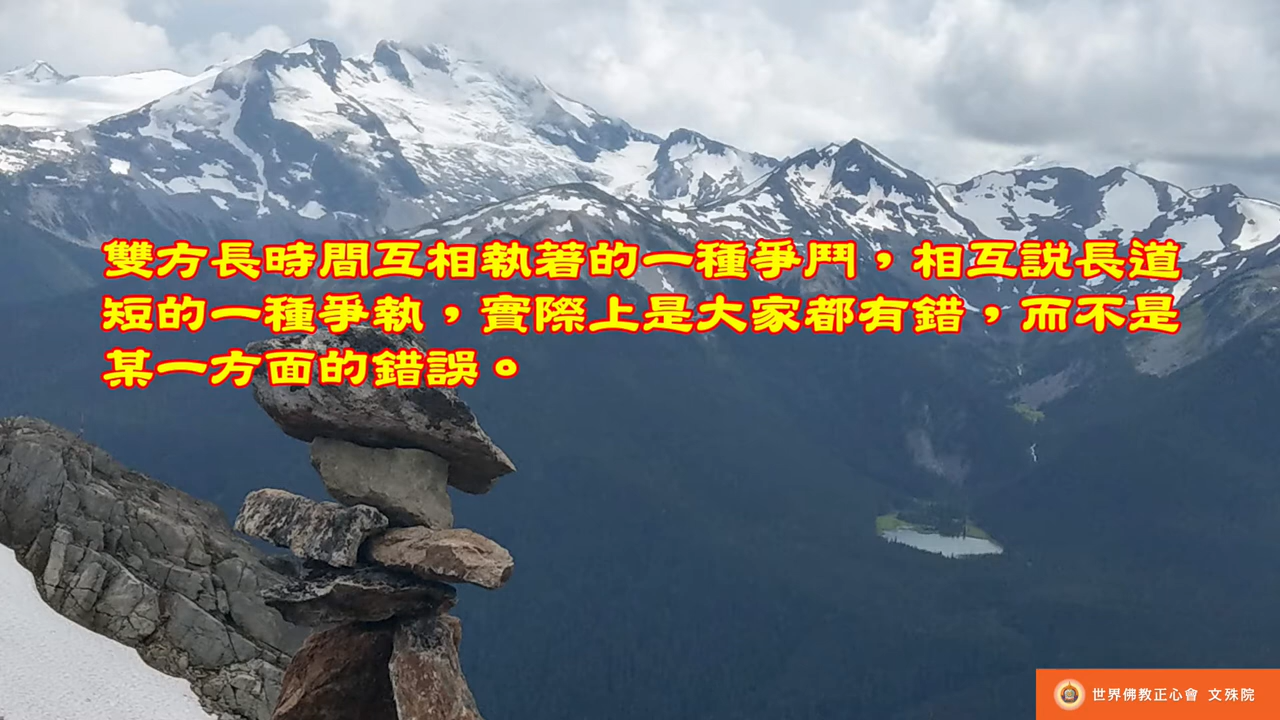 雙方長時間互相執著的一種爭鬥，相互說長道
短的一種爭執，實際上是大家都有錯，而不是
某一方面的錯誤。
世界佛教正心會 文殊院